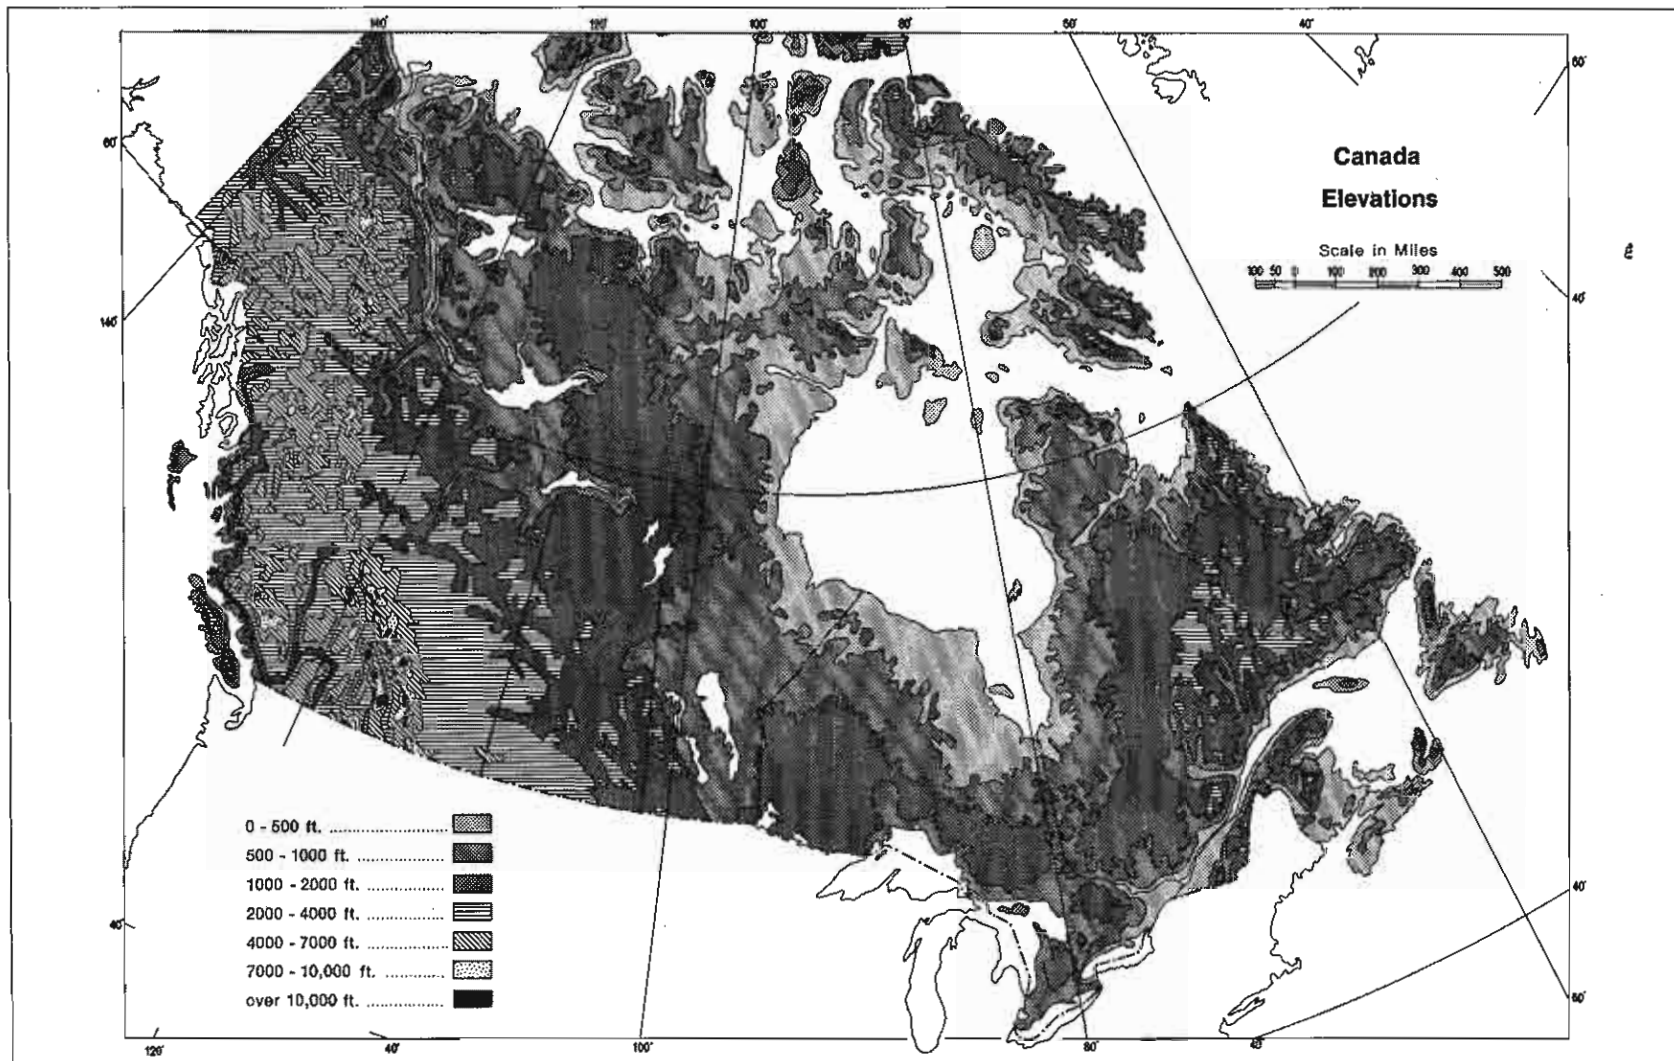 140° 120° 100° 80° 50° 40°
60°
60°
Canada
Elevations
Scale in Miles
100 50 0 100 200 300 400 500
40°
140°
0 - 500 ft.
500 - 1000 ft.
1000 - 2000 ft.
2000 - 4000 ft.
4000 - 7000 ft.
7000 - 10,000 ft.
over 10,000 ft.
40°
40°
120° 40° 100° 80°